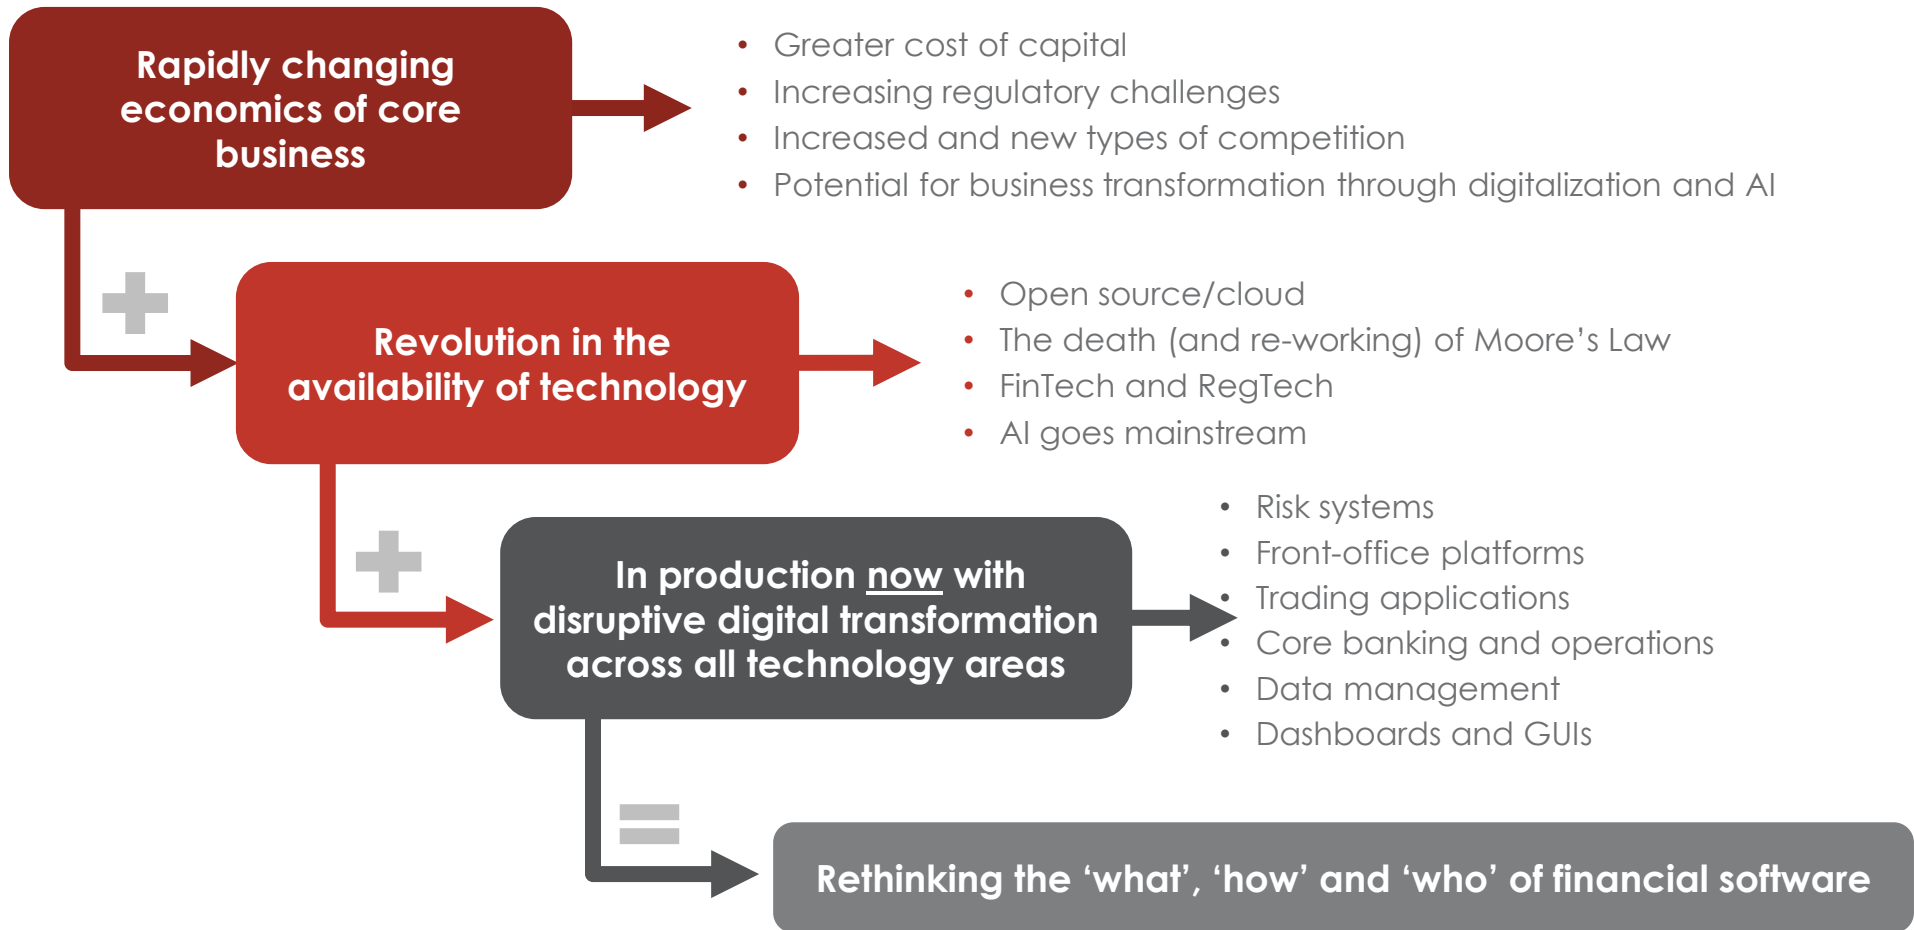 Rapidly changing
economics of core
business
• Greater cost of capital
• Increasing regulatory challenges
• Increased and new types of competition
• Potential for business transformation through digitalization and AI
Revolution in the
availability of technology
• Open source/cloud
• The death (and re-working) of Moore’s Law
• FinTech and RegTech
• AI goes mainstream
In production now with
disruptive digital transformation
across all technology areas
• Risk systems
• Front-office platforms
• Trading applications
• Core banking and operations
• Data management
• Dashboards and GUIs
Rethinking the ‘what’, ‘how’ and ‘who’ of financial software